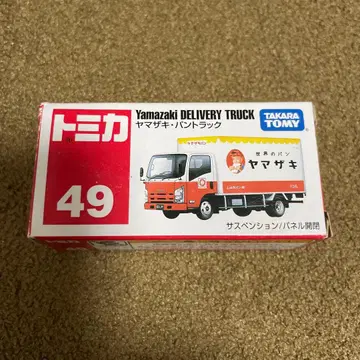 トミカ
49
Yamazaki DELIVERY TRUCK
ヤマザキ・パントラック
TAKARA
TOMY
世界のパン
ヤマザキ
サスペンション/パネル開閉